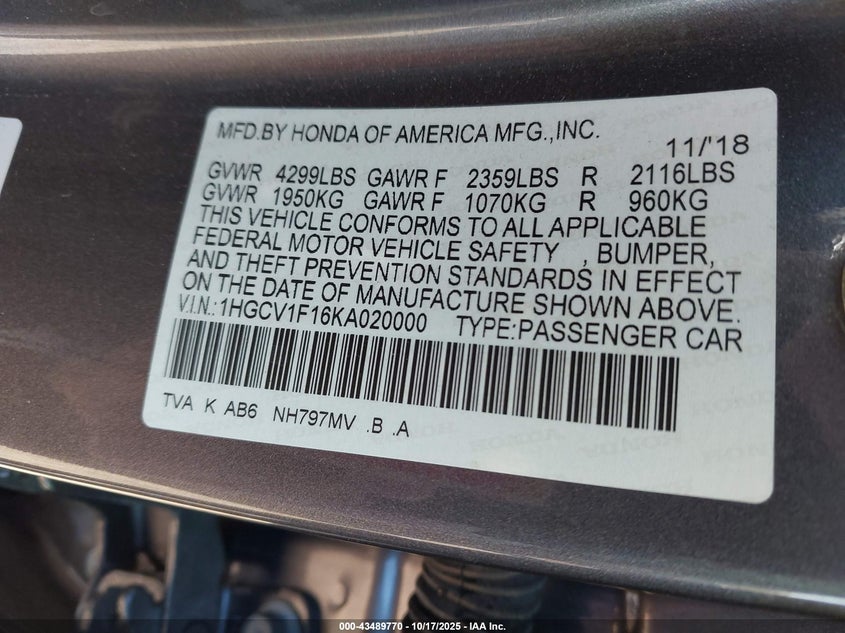 MFD.BY HONDA OF AMERICA MFG.,INC.
11/'18
GVWR 4299LBS GAWR F 2359LBS R 2116LBS
GVWR 1950KG GAWR F 1070KG R 960KG
THIS VEHICLE CONFORMS TO ALL APPLICABLE
FEDERAL MOTOR VEHICLE SAFETY , BUMPER,
AND THEFT PREVENTION STANDARDS IN EFFECT
ON THE DATE OF MANUFACTURE SHOWN ABOVE.
V.I.N.:1HGCV1F16KA020000 TYPE:PASSENGER CAR
TVA K AB6 NH797MV .B .A
000-43489770 | 10/17/2025 - IAA Inc.